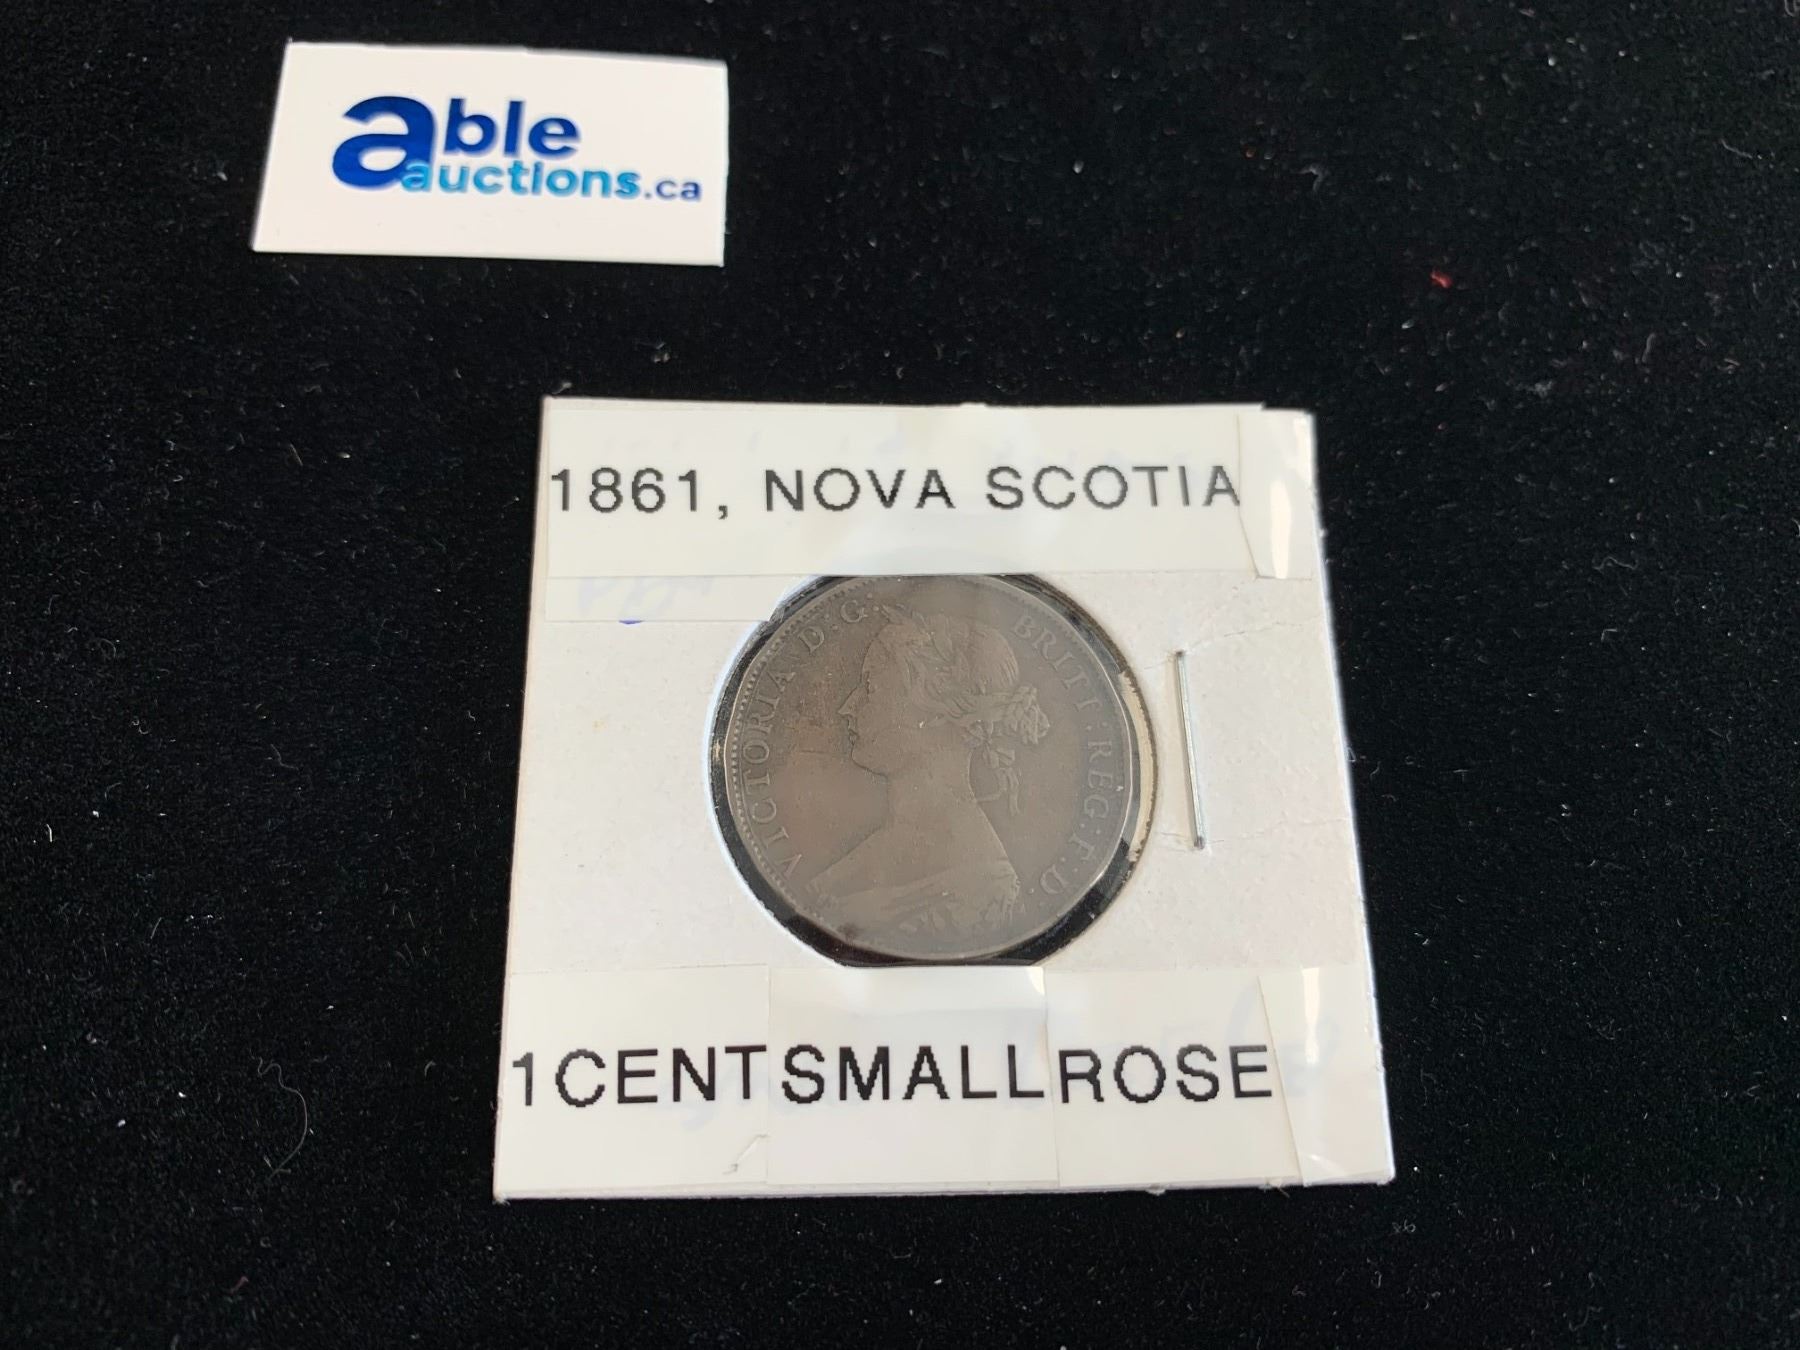 able
auctions.ca
1861, NOVA SCOTIA
VICTORIA D:G: BRITT:REG:F:D:
1CENTSMALLROSE